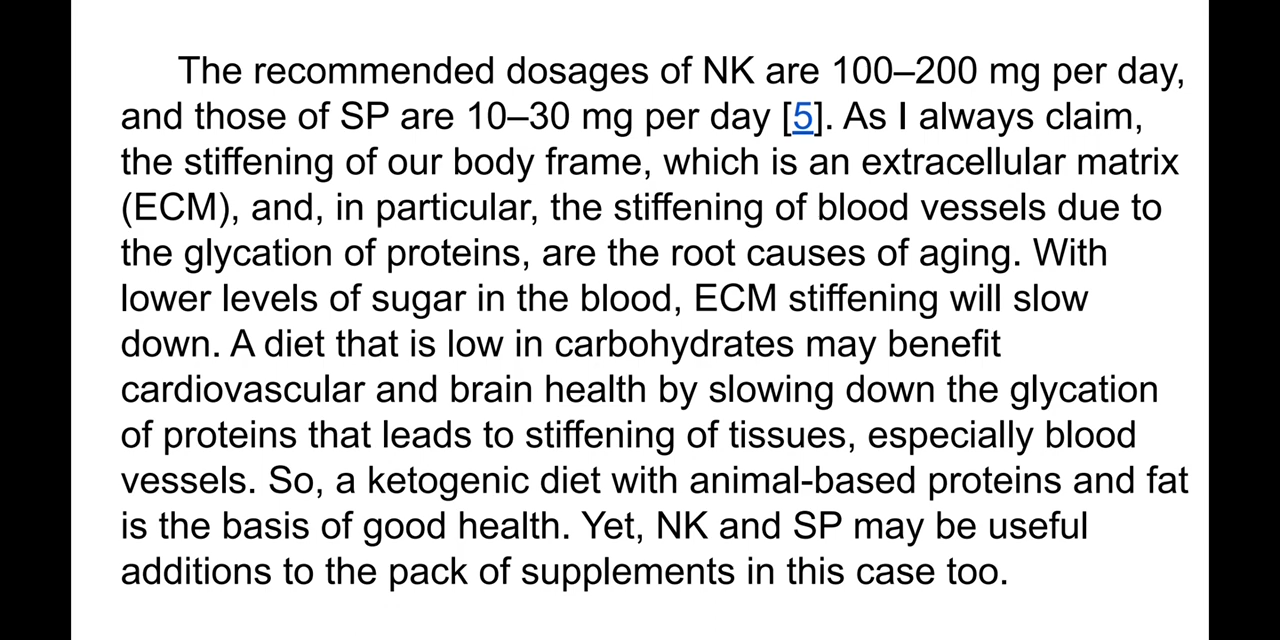 The recommended dosages of NK are 100–200 mg per day,
and those of SP are 10–30 mg per day [5]. As I always claim,
the stiffening of our body frame, which is an extracellular matrix
(ECM), and, in particular, the stiffening of blood vessels due to
the glycation of proteins, are the root causes of aging. With
lower levels of sugar in the blood, ECM stiffening will slow
down. A diet that is low in carbohydrates may benefit
cardiovascular and brain health by slowing down the glycation
of proteins that leads to stiffening of tissues, especially blood
vessels. So, a ketogenic diet with animal-based proteins and fat
is the basis of good health. Yet, NK and SP may be useful
additions to the pack of supplements in this case too.